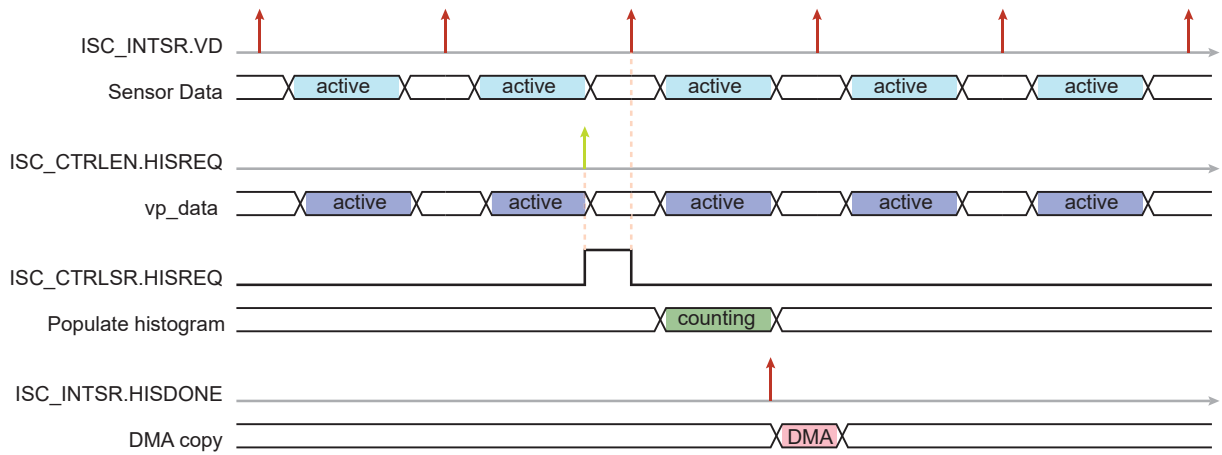 ISC_INTSR.VD
Sensor Data active active active active active
ISC_CTRLEN.HISREQ
vp_data active active active active active
ISC_CTRLSR.HISREQ
Populate histogram counting
ISC_INTSR.HISDONE
DMA copy DMA